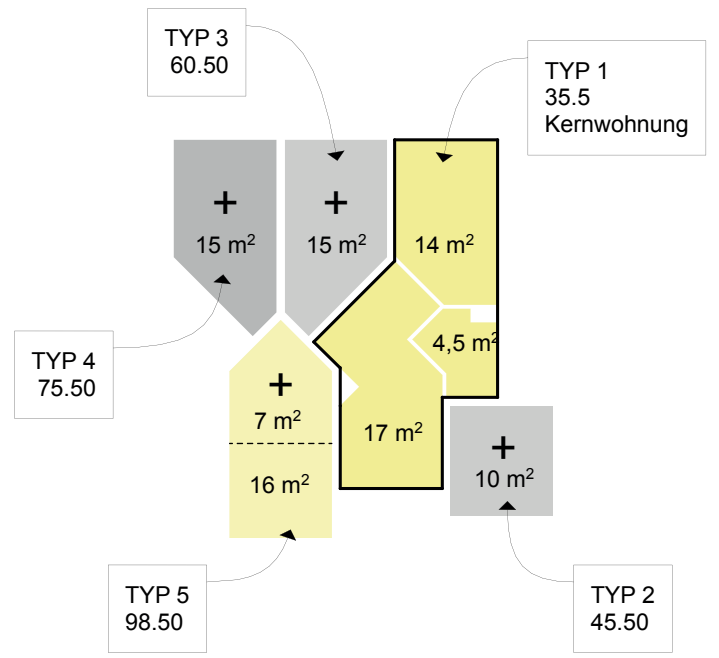 TYP 3
60.50
TYP 1
35.5
Kernwohnung
+
15 m²
+
15 m²
14 m²
4,5 m²
TYP 4
75.50
+
7 m²
17 m²
16 m²
+
10 m²
TYP 5
98.50
TYP 2
45.50